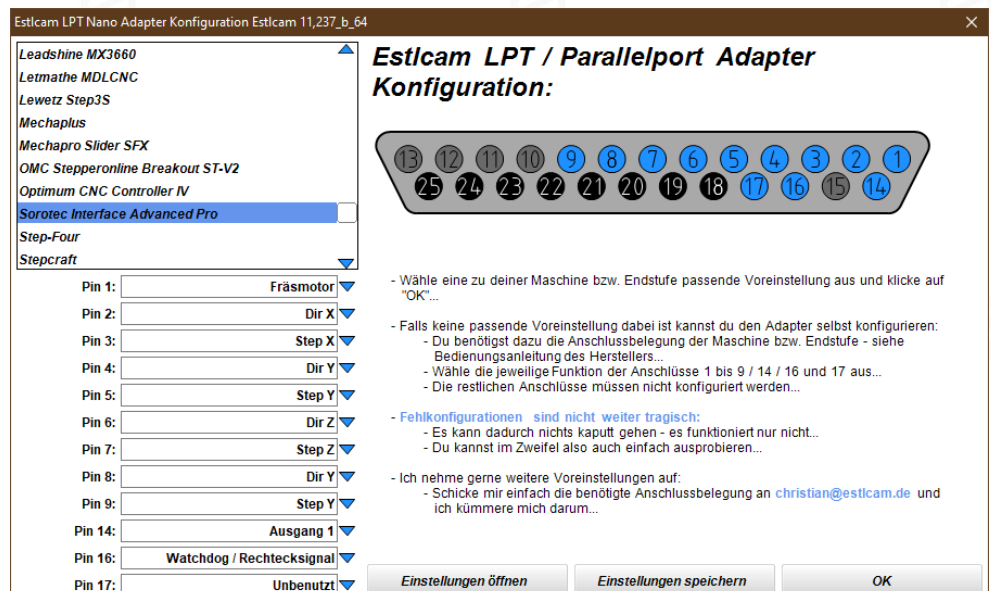 Estlcam LPT Nano Adapter Konfiguration Estlcam 11,237_b_64
Leadshine MX3660
Letmathe MDLCNC
Lewetz Step3S
Mechaplus
Mechapro Slider SFX
OMC Stepperonline Breakout ST-V2
Optimum CNC Controller IV
Sorotec Interface Advanced Pro
Step-Four
Stepcraft
Pin 1: Fräsmotor
Pin 2: Dir X
Pin 3: Step X
Pin 4: Dir Y
Pin 5: Step Y
Pin 6: Dir Z
Pin 7: Step Z
Pin 8: Dir Y
Pin 9: Step Y
Pin 14: Ausgang 1
Pin 16: Watchdog / Rechtecksignal
Pin 17: Unbenutzt
Estlcam LPT / Parallelport Adapter
Konfiguration:
13 12 11 10 9 8 7 6 5 4 3 2 1
25 24 23 22 21 20 19 18 17 16 15 14
- Wähle eine zu deiner Maschine bzw. Endstufe passende Voreinstellung aus und klicke auf
"OK"...
- Falls keine passende Voreinstellung dabei ist kannst du den Adapter selbst konfigurieren:
- Du benötigst dazu die Anschlussbelegung der Maschine bzw. Endstufe - siehe
Bedienungsanleitung des Herstellers...
- Wähle die jeweilige Funktion der Anschlüsse 1 bis 9 / 14 / 16 und 17 aus...
- Die restlichen Anschlüsse müssen nicht konfiguriert werden...
- Fehlkonfigurationen sind nicht weiter tragisch:
- Es kann dadurch nichts kaputt gehen - es funktioniert nur nicht...
- Du kannst im Zweifel also auch einfach ausprobieren...
- Ich nehme gerne weitere Voreinstellungen auf:
- Schicke mir einfach die benötigte Anschlussbelegung an christian@estlcam.de und
ich kümmere mich darum...
Einstellungen öffnen
Einstellungen speichern
OK